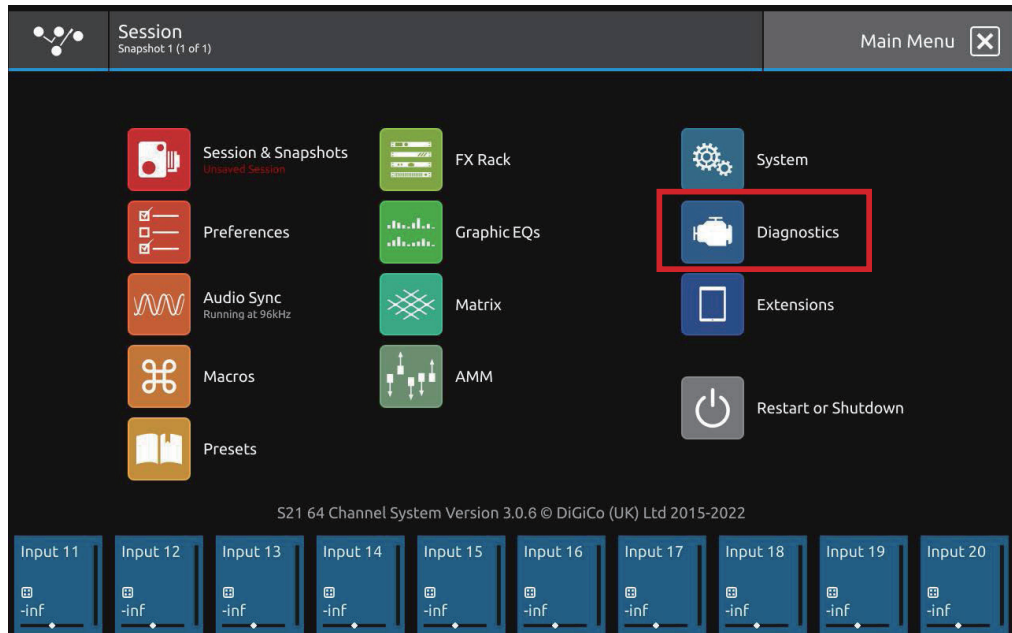 Session
Snapshot 1 (1 of 1)
Main Menu
Session & Snapshots
Unsaved Session
FX Rack
System
Preferences
Graphic EQs
Diagnostics
Audio Sync
Running at 96kHz
Matrix
Extensions
Macros
AMM
Restart or Shutdown
Presets
S21 64 Channel System Version 3.0.6 © DiGiCo (UK) Ltd 2015-2022
Input 11
Input 12
Input 13
Input 14
Input 15
Input 16
Input 17
Input 18
Input 19
Input 20
-inf
-inf
-inf
-inf
-inf
-inf
-inf
-inf
-inf
-inf